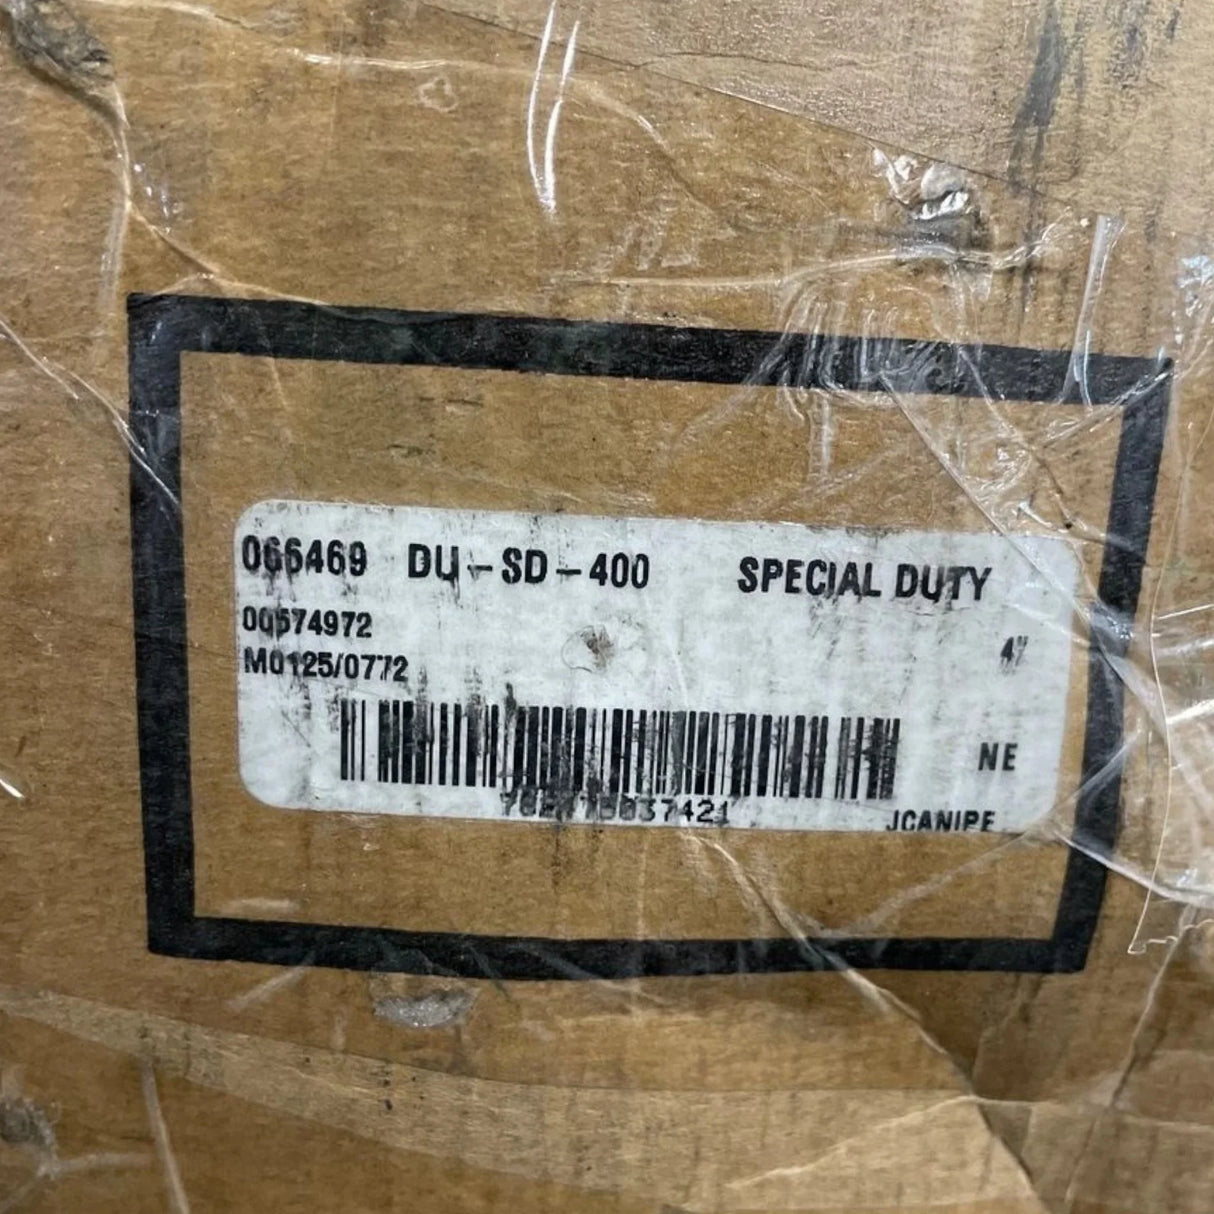 066469 DU-SD-400 SPECIAL DUTY
00574972
4"
M0125/0772
NE
JCANIPE